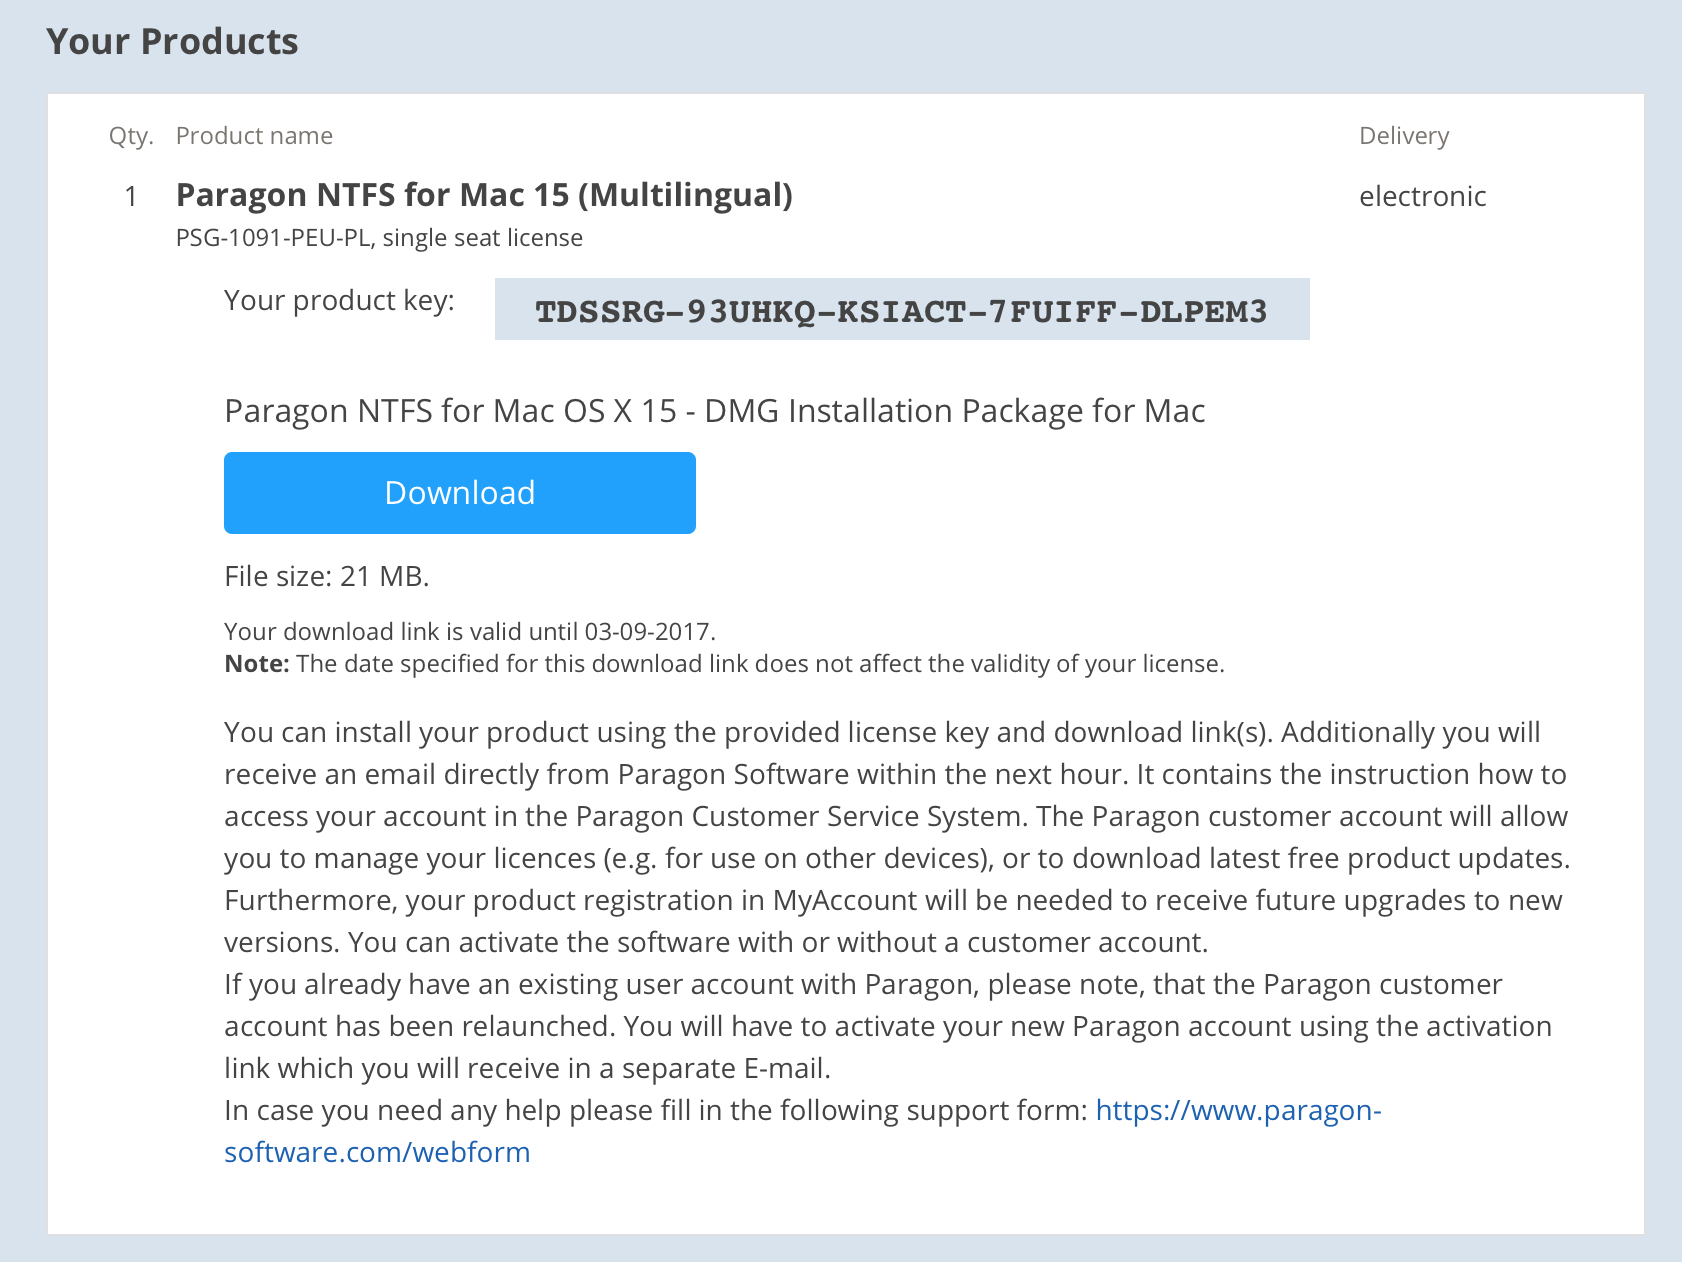 Your Products
Qty. Product name Delivery
1 Paragon NTFS for Mac 15 (Multilingual) electronic
PSG-1091-PEU-PL, single seat license
Your product key: TDSSRG-93UHKQ-KSIACT-7FUIFF-DLPEM3
Paragon NTFS for Mac OS X 15 - DMG Installation Package for Mac
Download
File size: 21 MB.
Your download link is valid until 03-09-2017.
Note: The date specified for this download link does not affect the validity of your license.
You can install your product using the provided license key and download link(s). Additionally you will
receive an email directly from Paragon Software within the next hour. It contains the instruction how to
access your account in the Paragon Customer Service System. The Paragon customer account will allow
you to manage your licences (e.g. for use on other devices), or to download latest free product updates.
Furthermore, your product registration in MyAccount will be needed to receive future upgrades to new
versions. You can activate the software with or without a customer account.
If you already have an existing user account with Paragon, please note, that the Paragon customer
account has been relaunched. You will have to activate your new Paragon account using the activation
link which you will receive in a separate E-mail.
In case you need any help please fill in the following support form: https://www.paragon-
software.com/webform